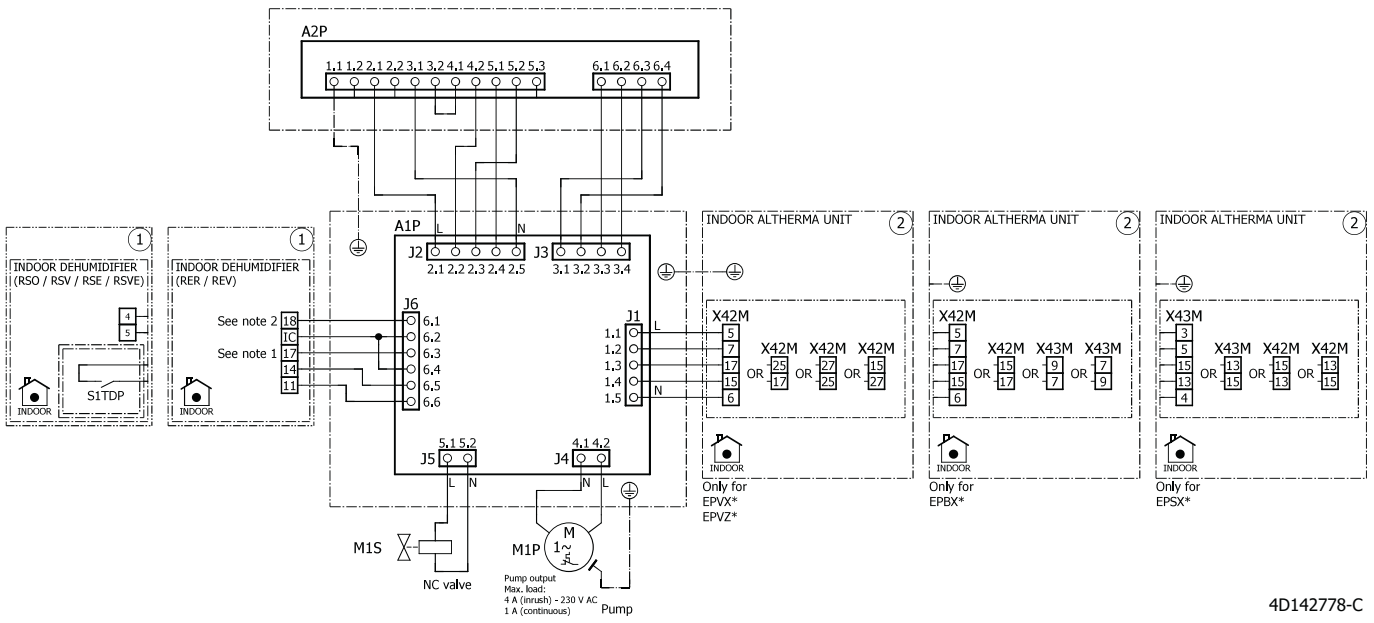 A2P
1.1 1.2 2.1 2.2 3.1 3.2 4.1 4.2 5.1 5.2 5.3
6.1 6.2 6.3 6.4
1
INDOOR DEHUMIDIFIER
(RSO / RSV / RSE / RSVE)
4
5
S1TDP
INDOOR
1
INDOOR DEHUMIDIFIER
(RER / REV)
See note 2 18
IC
See note 1 17
14
11
INDOOR
A1P
L N
J2
2.1 2.2 2.3 2.4 2.5
J3
3.1 3.2 3.3 3.4
J6
6.1
6.2
6.3
6.4
6.5
6.6
J1
1.1 L
1.2
1.3
1.4
1.5 N
5.1 5.2
J5
L N
4.1 4.2
J4
N L
M1S
NC valve
M1P
M
1~
Pump output
Max. load:
4 A (inrush) - 230 V AC
1 A (continuous)
Pump
INDOOR ALTHERMA UNIT 2
X42M
5
7
17
15
6
X42M X42M X42M
OR 25 OR 27 OR 15
17 25 27
INDOOR
Only for
EPVX*
EPVZ*
INDOOR ALTHERMA UNIT 2
X42M
5
7
17
15
6
X42M X43M X43M
OR 15 OR 9 OR 7
17 7 9
INDOOR
Only for
EPBX*
INDOOR ALTHERMA UNIT 2
X43M
3
5
15
13
4
X43M X42M X42M
OR 13 OR 15 OR 13
15 13 15
INDOOR
Only for
EPSX*
4D142778-C